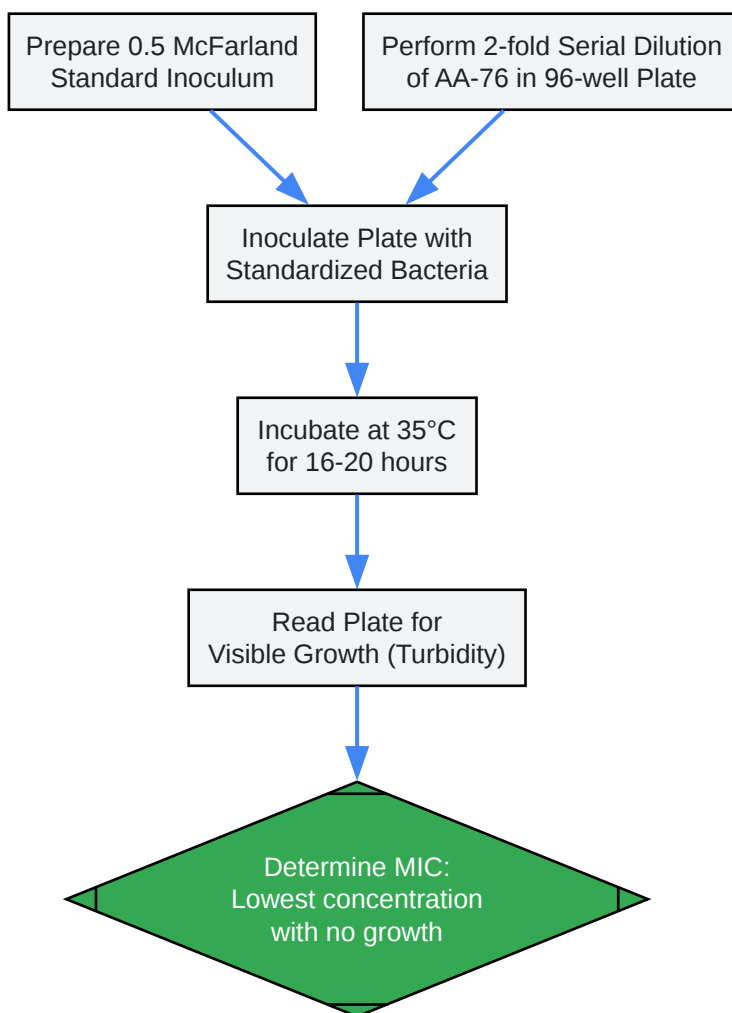 Prepare 0.5 McFarland
Standard Inoculum
Perform 2-fold Serial Dilution
of AA-76 in 96-well Plate
Inoculate Plate with
Standardized Bacteria
Incubate at 35°C
for 16-20 hours
Read Plate for
Visible Growth (Turbidity)
Determine MIC:
Lowest concentration
with no growth